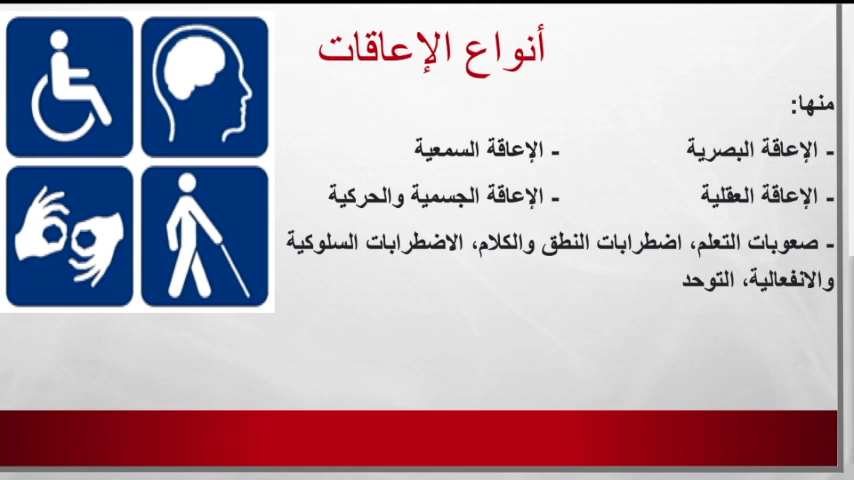 أنواع الإعاقات
منها:
- الإعاقة البصرية - الإعاقة السمعية
- الإعاقة العقلية - الإعاقة الجسمية والحركية
- صعوبات التعلم، اضطرابات النطق والكلام، الاضطرابات السلوكية
والانفعالية، التوحد